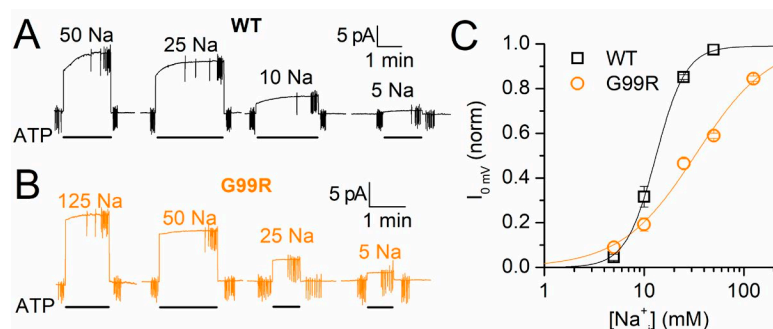 A
WT
50 Na
25 Na
10 Na
5 Na
5 pA
1 min
ATP
B
G99R
125 Na
50 Na
25 Na
5 Na
5 pA
1 min
ATP
C
WT
G99R
I0 mV (norm)
1.0
0.8
0.6
0.4
0.2
0.0
1
10
100
[Na+i] (mM)